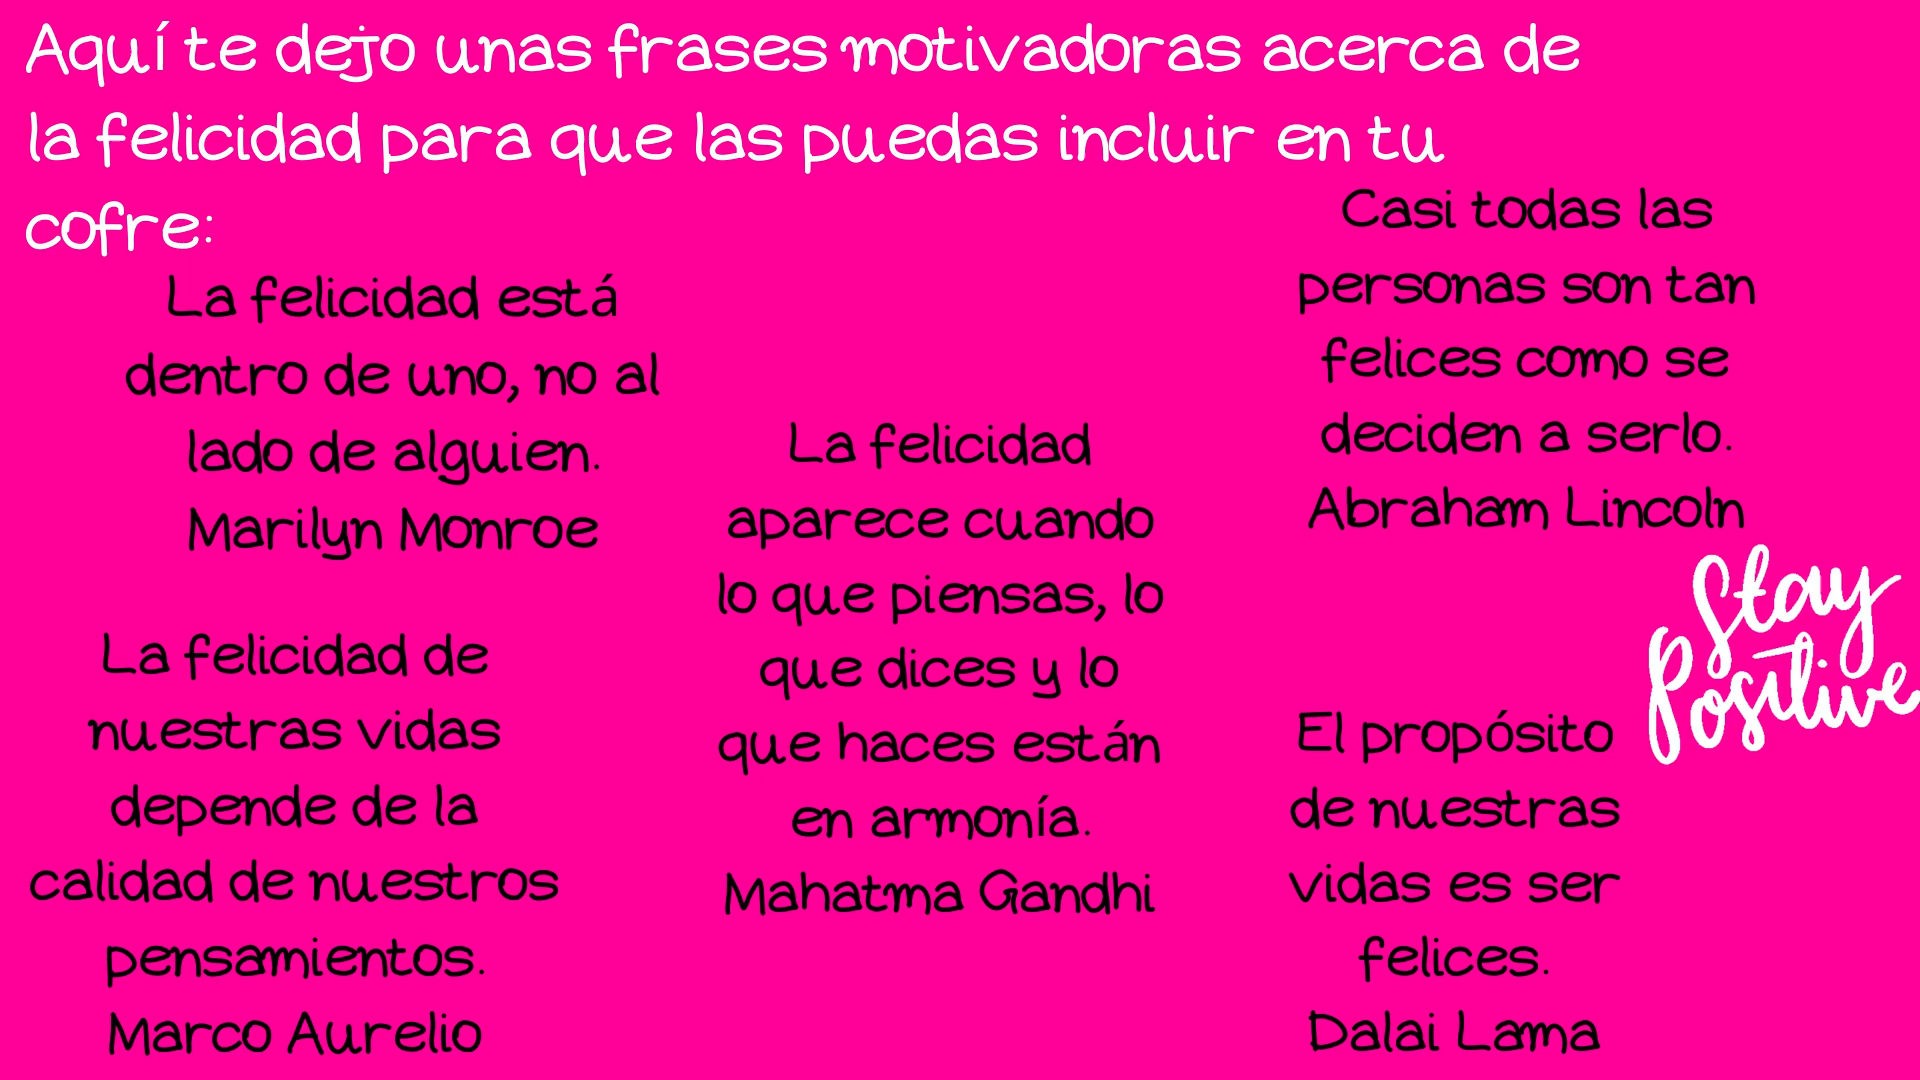 Aquí te dejo unas frases motivadoras acerca de
la felicidad para que las puedas incluir en tu
cofre:
La felicidad está
dentro de uno, no al
lado de alguien.
Marilyn Monroe
La felicidad de
nuestras vidas
depende de la
calidad de nuestros
pensamientos.
Marco Aurelio
La felicidad
aparece cuando
lo que piensas, lo
que dices y lo
que haces están
en armonía.
Mahatma Gandhi
Casi todas las
personas son tan
felices como se
deciden a serlo.
Abraham Lincoln
Stay
Positive
El propósito
de nuestras
vidas es ser
felices.
Dalai Lama